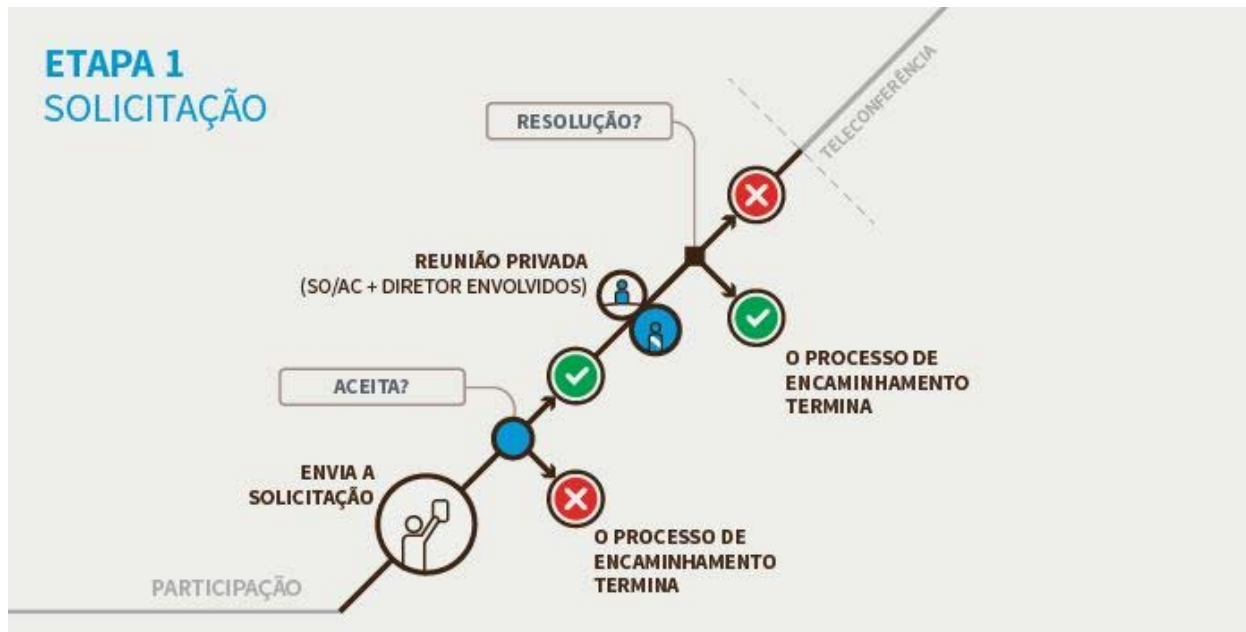 ETAPA 1
SOLICITAÇÃO
RESOLUÇÃO?
TELECONFERÊNCIA
REUNIÃO PRIVADA
(SO/AC + DIRETOR ENVOLVIDOS)
O PROCESSO DE
ENCAMINHAMENTO
TERMINA
ACEITA?
ENVIA A
SOLICITAÇÃO
O PROCESSO DE
ENCAMINHAMENTO
TERMINA
PARTICIPAÇÃO